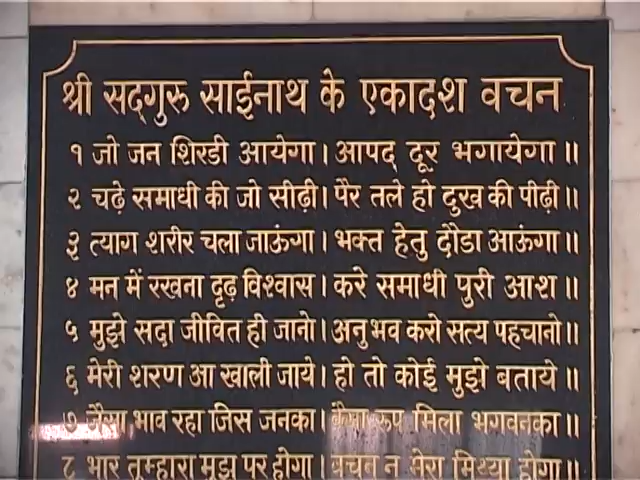 श्री सद्‍गुरु साईनाथ के एकादश वचन
१ जो जन शिरडी आयेगा। आपद् दूर भगायेगा॥
२ चढ़े समाधी की जो सीढ़ी। पैर तले हो दुख की पीढ़ी॥
३ त्याग शरीर चला जाऊंगा। भक्त हेतु दौडा आऊंगा॥
४ मन में रखना दृढ़ विश्वास। करे समाधी पुरी आश॥
५ मुझे सदा जीवित ही जानो। अनुभव करो सत्य पहचानो॥
६ मेरी शरण आ खाली जाये। हो तो कोई मुझे बताये॥
७ जैसा भाव रहा जिस जनका। कैसा रूप मिला भगवनका॥
८ भार तुम्हारा मुझ पर होगा। वचन न मेरा मिथ्या होगा॥